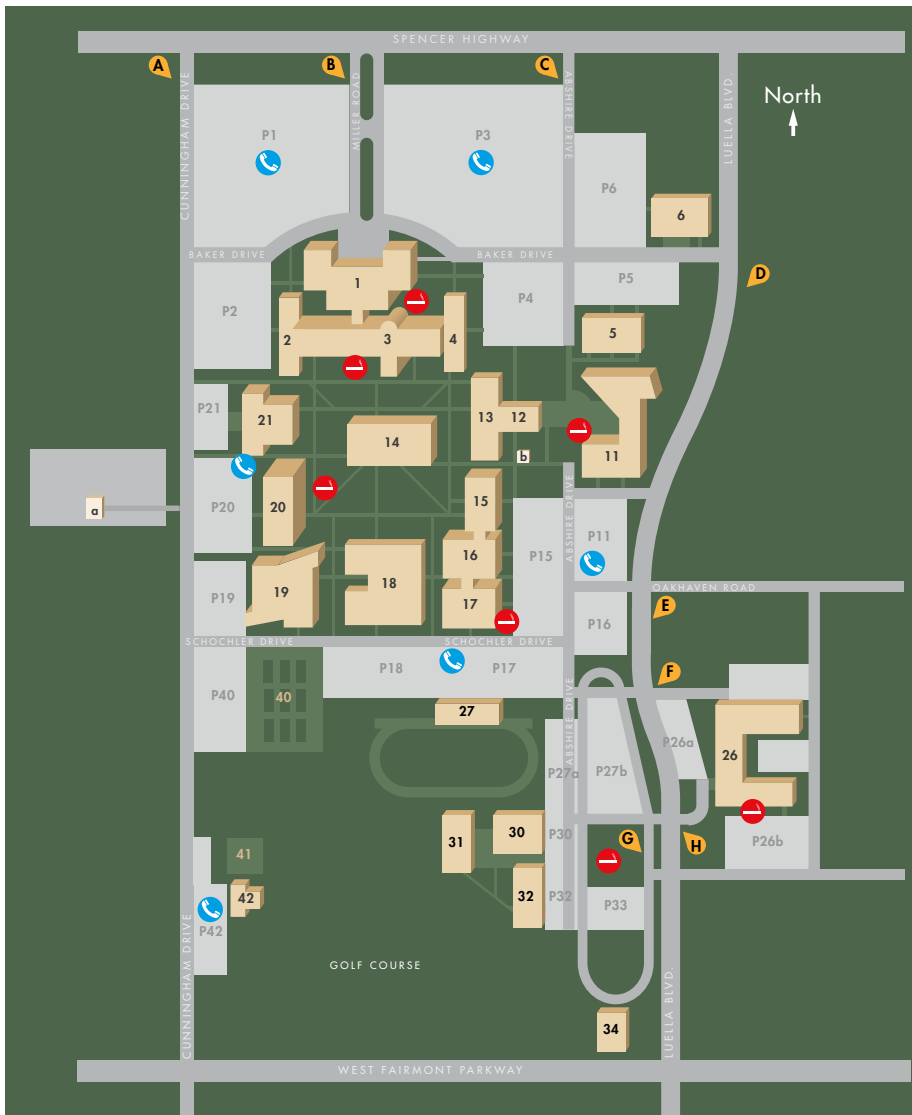 SPENCER HIGHWAY
A
B
C
CUNNINGHAM DRIVE
MILLER ROAD
ABSHIRE DRIVE
LUELLA BLVD.
North
P1
P3
P6
6
BAKER DRIVE
BAKER DRIVE
D
P2
1
P4
P5
2
3
4
5
P21
21
14
13
12
11
b
a
P20
20
15
ABSHIRE DRIVE
P15
P11
16
P19
19
18
17
OAKHAVEN ROAD
E
P16
SCHOCHLER DRIVE
SCHOCHLER DRIVE
P18
P17
F
P40
40
27
ABSHIRE DRIVE
P27a
P27b
P26a
26
31
30
P30
G
H
P26b
41
42
P42
32
P32
P33
CUNNINGHAM DRIVE
GOLF COURSE
LUELLA BLVD.
34
WEST FAIRMONT PARKWAY